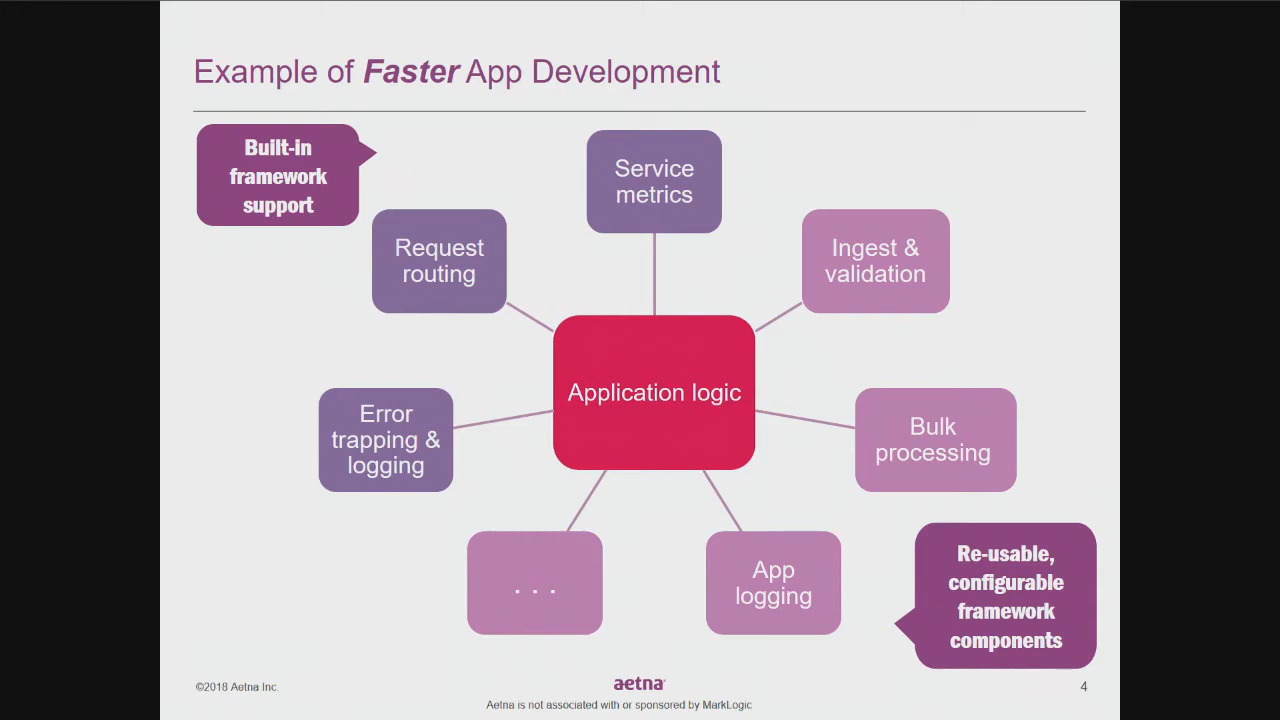 Example of Faster App Development
Built-in
framework
support
Service
metrics
Request
routing
Ingest &
validation
Application logic
Error
trapping &
logging
Bulk
processing
. . .
App
logging
Re-usable,
configurable
framework
components
©2018 Aetna Inc.
aetna
4
Aetna is not associated with or sponsored by MarkLogic